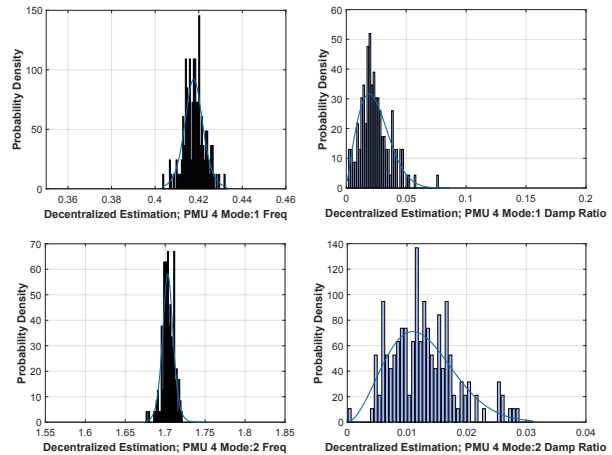 150
100
50
0
Probability Density
0.36 0.38 0.4 0.42 0.44 0.46
Decentralized Estimation; PMU 4 Mode:1 Freq
60
50
40
30
20
10
0
Probability Density
0 0.05 0.1 0.15 0.2
Decentralized Estimation; PMU 4 Mode:1 Damp Ratio
70
60
50
40
30
20
10
0
Probability Density
1.55 1.6 1.65 1.7 1.75 1.8 1.85
Decentralized Estimation; PMU 4 Mode:2 Freq
140
120
100
80
60
40
20
0
Probability Density
0 0.01 0.02 0.03 0.04
Decentralized Estimation; PMU 4 Mode:2 Damp Ratio